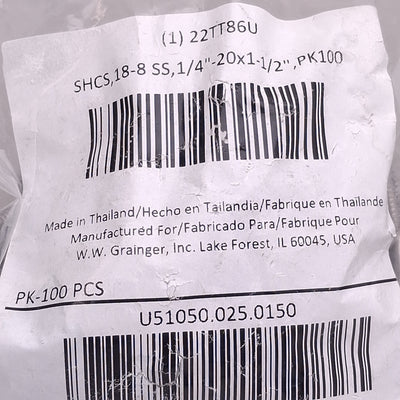 (1) 22TT86U
SHCS,18-8 SS,1/4"-20x1-1/2",PK100
Made in Thailand/Hecho en Tailandia/Fabrique en Thailande
Manufactured For/Fabricado Para/Fabrique Pour
W.W. Grainger, Inc. Lake Forest, IL 60045, USA
PK-100 PCS
U51050.025.0150